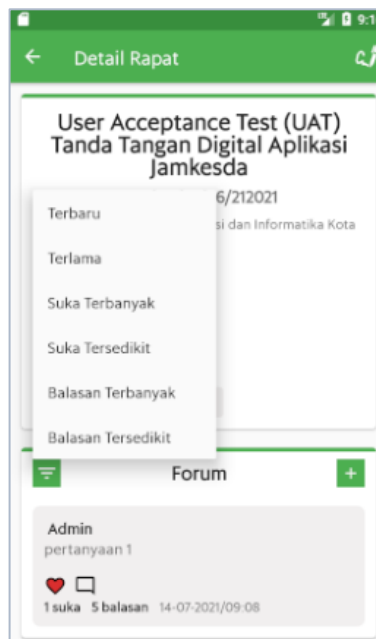 9:1
Detail Rapat
User Acceptance Test (UAT)
Tanda Tangan Digital Aplikasi
Jamkesda
6/212021
si dan Informatika Kota
Terbaru
Terlama
Suka Terbanyak
Suka Tersedikit
Balasan Terbanyak
Balasan Tersedikit
Forum
+
Admin
pertanyaan 1
1 suka 5 balasan 14-07-2021/09:08